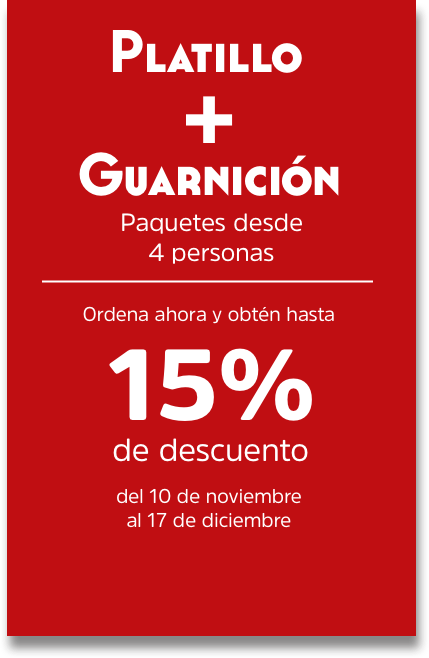 Platillo
+
Guarnición
Paquetes desde
4 personas
Ordena ahora y obtén hasta
15%
de descuento
del 10 de noviembre
al 17 de diciembre